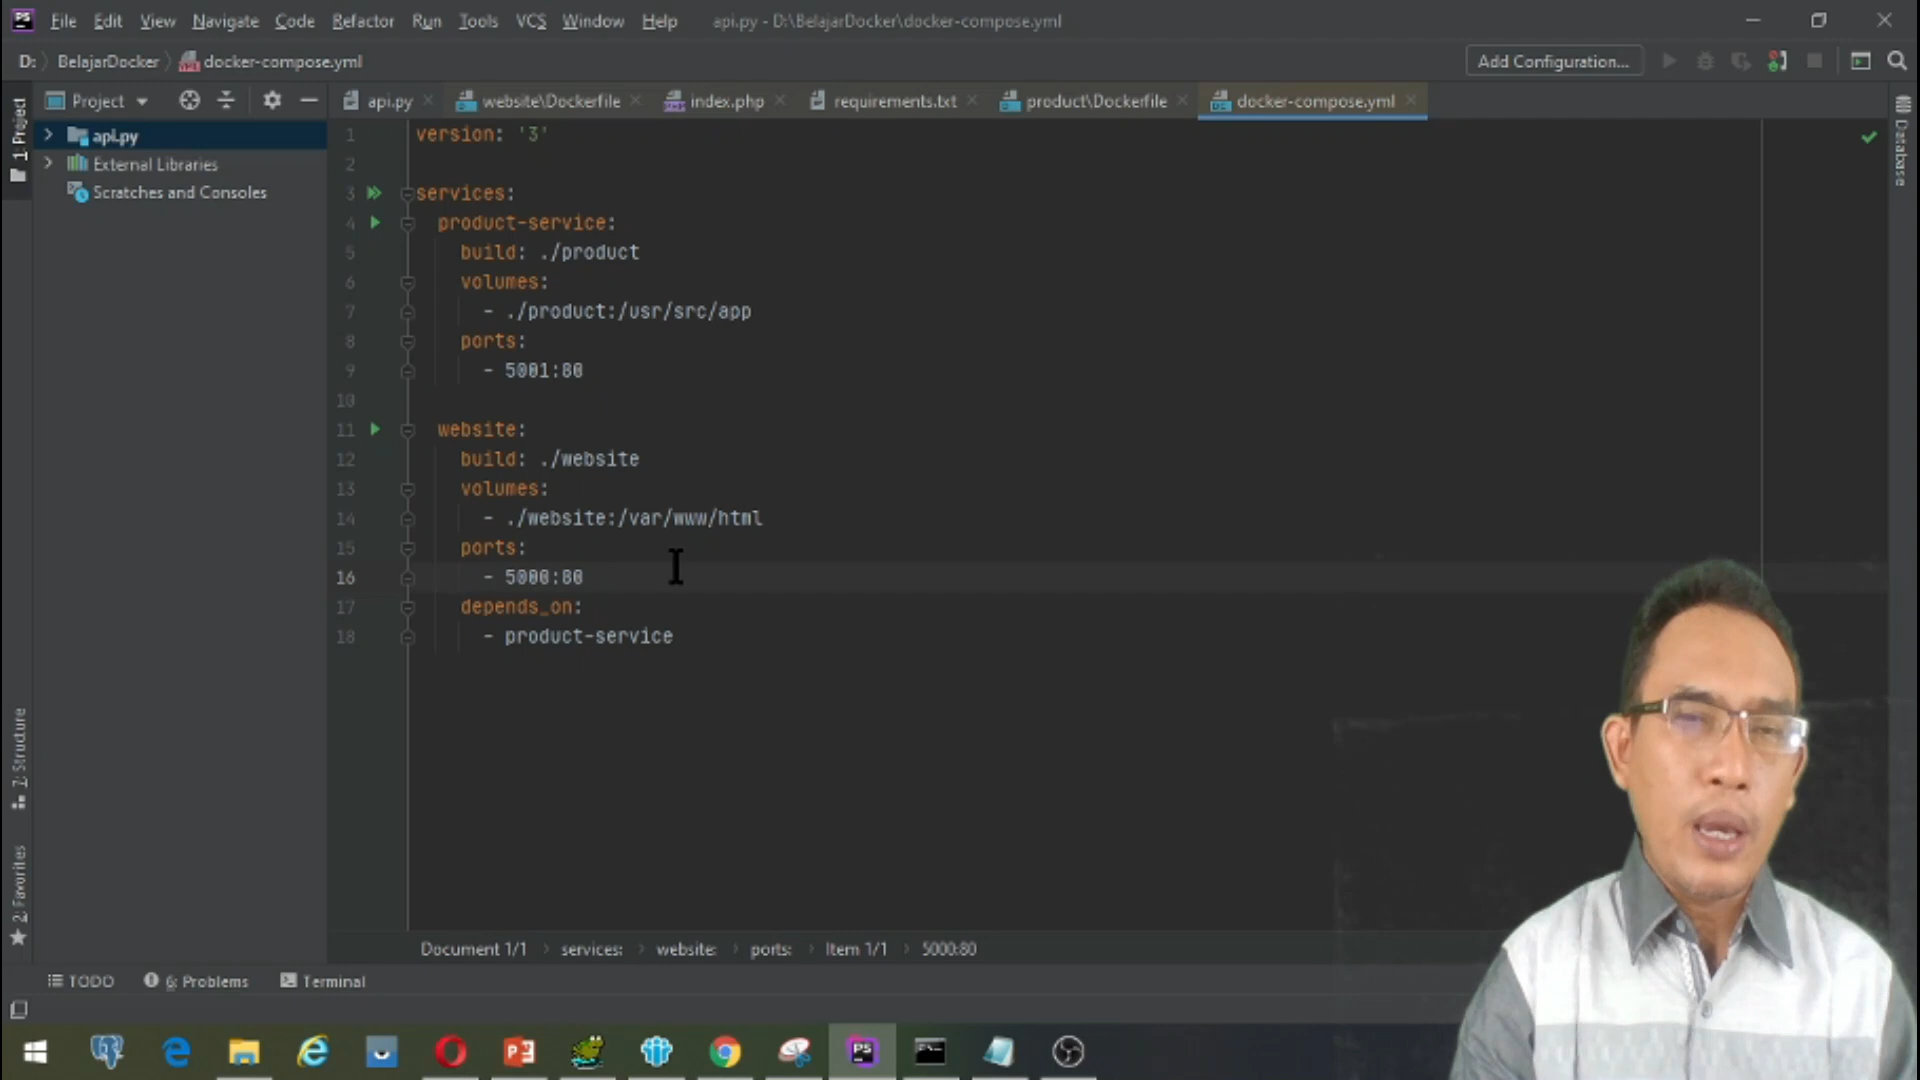 PS File Edit View Navigate Code Refactor Run Tools VCS Window Help api.py - D:\BelajarDocker\docker-compose.yml
D: BelajarDocker docker-compose.yml Add Configuration...
1: Project
Project api.py website\Dockerfile index.php requirements.txt product\Dockerfile docker-compose.yml
Database
api.py
External Libraries
Scratches and Consoles
1 version: '3'
2
3 services:
4 product-service:
5 build: ./product
6 volumes:
7 - ./product:/usr/src/app
8 ports:
9 - 5001:80
10
11 website:
12 build: ./website
13 volumes:
14 - ./website:/var/www/html
15 ports:
16 - 5000:80
17 depends_on:
18 - product-service
7: Structure
2: Favorites
Document 1/1 services: website: ports: Item 1/1 5000:80
TODO 6: Problems Terminal
PS